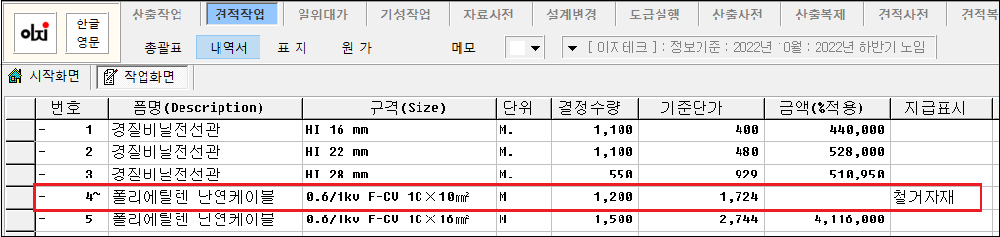 이지 한글 영문
산출작업 견적작업 일위대가 기성작업 자료사전 설계변경 도급실행 산출사전 산출복제 견적사전 견적복
총괄표 내역서 표 지 원 가 메모 [ 이지테크 ] : 정보기준 : 2022년 10월 : 2022년 하반기 노임
시작화면 작업화면
번호 품명(Description) 규격(Size) 단위 결정수량 기준단가 금액(%적용) 지급표시
- 1 경질비닐전선관 HI 16 mm M. 1,100 400 440,000
- 2 경질비닐전선관 HI 22 mm M. 1,100 480 528,000
- 3 경질비닐전선관 HI 28 mm M. 550 929 510,950
- 4~ 폴리에틸렌 난연케이블 0.6/1kv F-CV 1C×10㎟ M 1,200 1,724 철거자재
- 5 폴리에틸렌 난연케이블 0.6/1kv F-CV 1C×16㎟ M 1,500 2,744 4,116,000